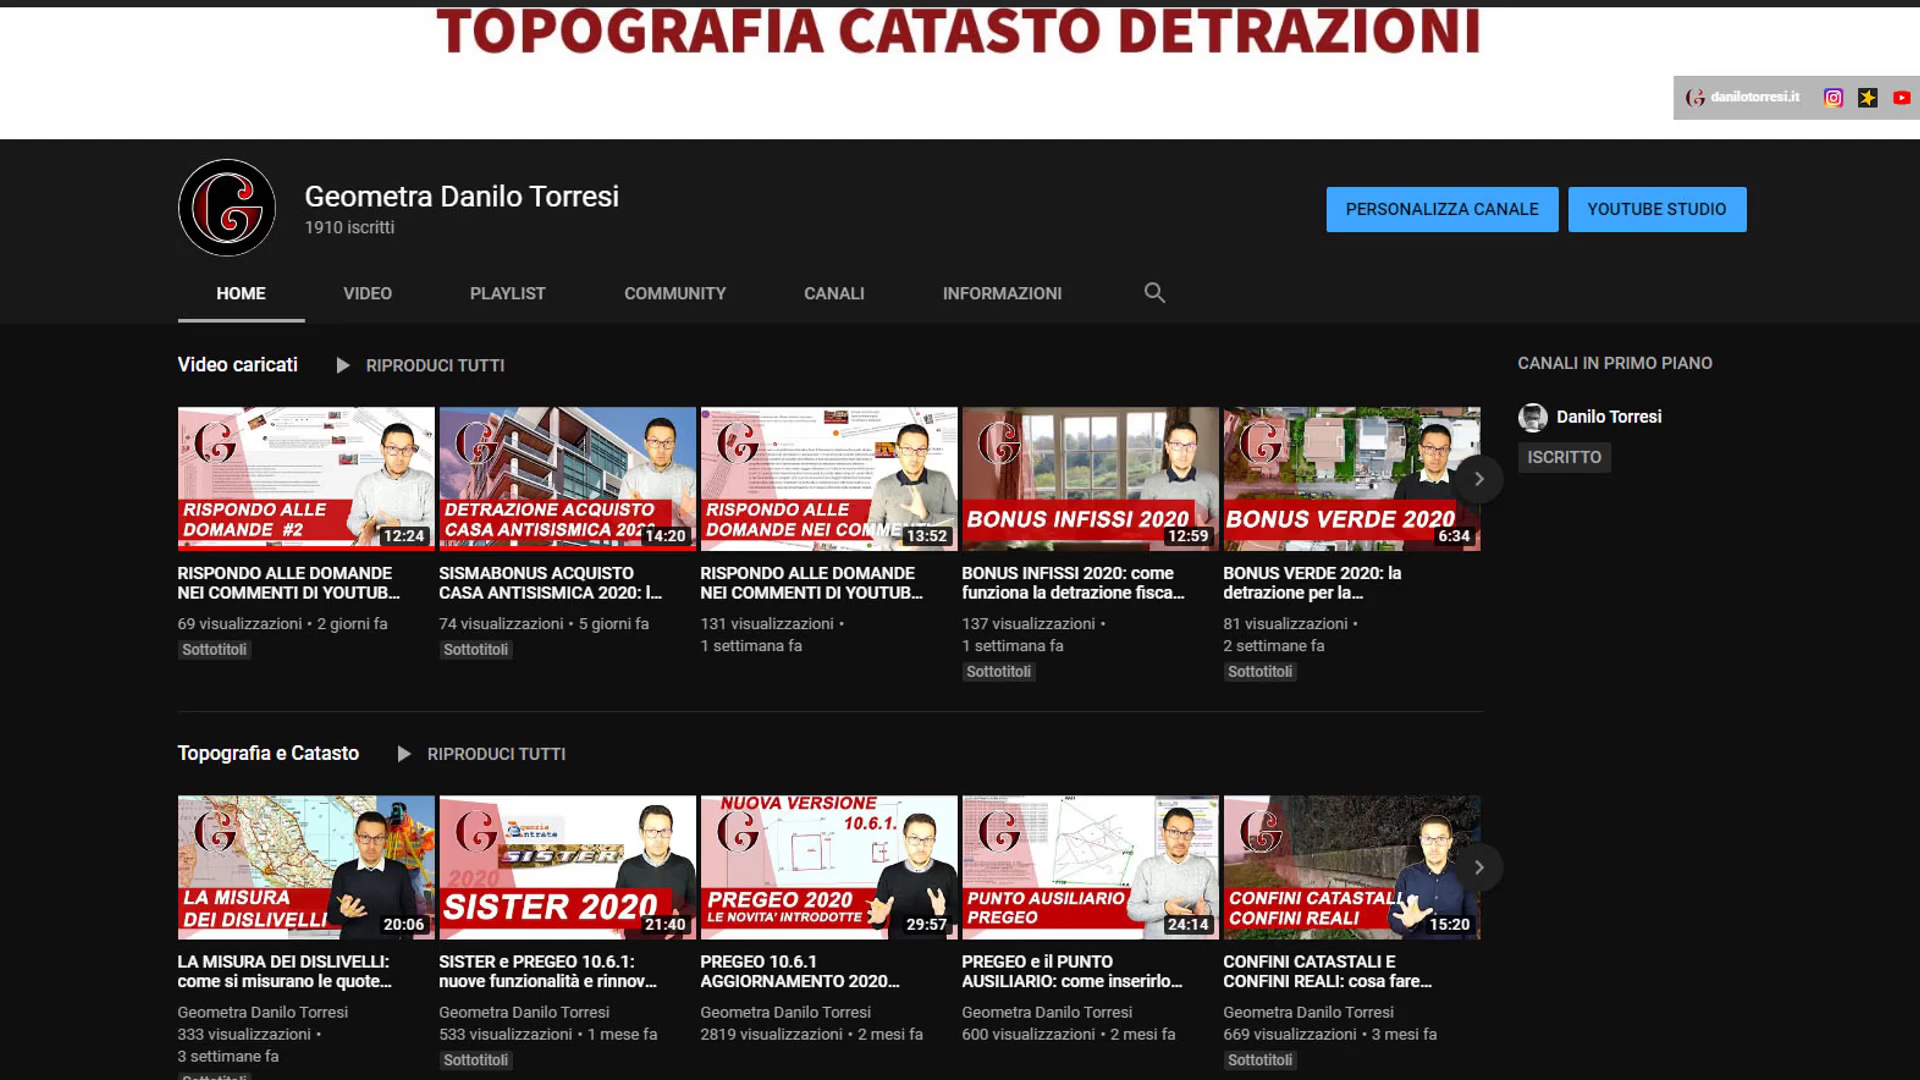 TOPOGRAFIA CATASTO DETRAZIONI
danilotorresi.it
Geometra Danilo Torresi
1910 iscritti
PERSONALIZZA CANALE
YOUTUBE STUDIO
HOME
VIDEO
PLAYLIST
COMMUNITY
CANALI
INFORMAZIONI
Video caricati
RIPRODUCI TUTTI
CANALI IN PRIMO PIANO
Danilo Torresi
ISCRITTO
RISPONDO ALLE
DOMANDE #2
12:24
DETRAZIONE ACQUISTO
CASA ANTISISMICA
14:20
RISPONDO ALLE
DOMANDE NEI
13:52
BONUS INFISSI 2020
12:59
BONUS VERDE 2020
6:34
RISPONDO ALLE DOMANDE
NEI COMMENTI DI YOUTUB...
69 visualizzazioni • 2 giorni fa
Sottotitoli
SISMABONUS ACQUISTO
CASA ANTISISMICA 2020: l...
74 visualizzazioni • 5 giorni fa
Sottotitoli
RISPONDO ALLE DOMANDE
NEI COMMENTI DI YOUTUB...
131 visualizzazioni •
1 settimana fa
BONUS INFISSI 2020: come
funziona la detrazione fisca...
137 visualizzazioni •
1 settimana fa
Sottotitoli
BONUS VERDE 2020: la
detrazione per la...
81 visualizzazioni •
2 settimane fa
Sottotitoli
Topografia e Catasto
RIPRODUCI TUTTI
LA MISURA
DEI DISLIVELLI
20:06
Agenzia
Entrate
SISTER
2020
SISTER 2020
21:40
NUOVA VERSIONE
10.6.1.
PREGEO 2020
LE NOVITA' INTRODOTTE
29:57
PUNTO AUSILIARIO
PREGEO
24:14
CONFINI CATASTALI
CONFINI REALI
15:20
LA MISURA DEI DISLIVELLI:
come si misurano le quote...
Geometra Danilo Torresi
333 visualizzazioni •
3 settimane fa
Sottotitoli
SISTER e PREGEO 10.6.1:
nuove funzionalità e rinnov...
Geometra Danilo Torresi
533 visualizzazioni • 1 mese fa
Sottotitoli
PREGEO 10.6.1
AGGIORNAMENTO 2020...
Geometra Danilo Torresi
2819 visualizzazioni • 2 mesi fa
PREGEO e il PUNTO
AUSILIARIO: come inserirlo...
Geometra Danilo Torresi
600 visualizzazioni • 2 mesi fa
CONFINI CATASTALI E
CONFINI REALI: cosa fare...
Geometra Danilo Torresi
669 visualizzazioni • 3 mesi fa
Sottotitoli